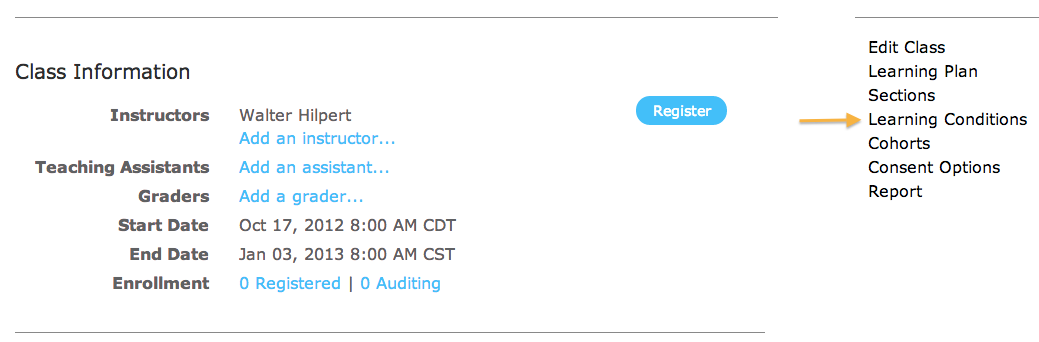 Class Information
Instructors Walter Hilpert
Add an instructor...
Teaching Assistants Add an assistant...
Graders Add a grader...
Start Date Oct 17, 2012 8:00 AM CDT
End Date Jan 03, 2013 8:00 AM CST
Enrollment 0 Registered | 0 Auditing
Register
Edit Class
Learning Plan
Sections
Learning Conditions
Cohorts
Consent Options
Report